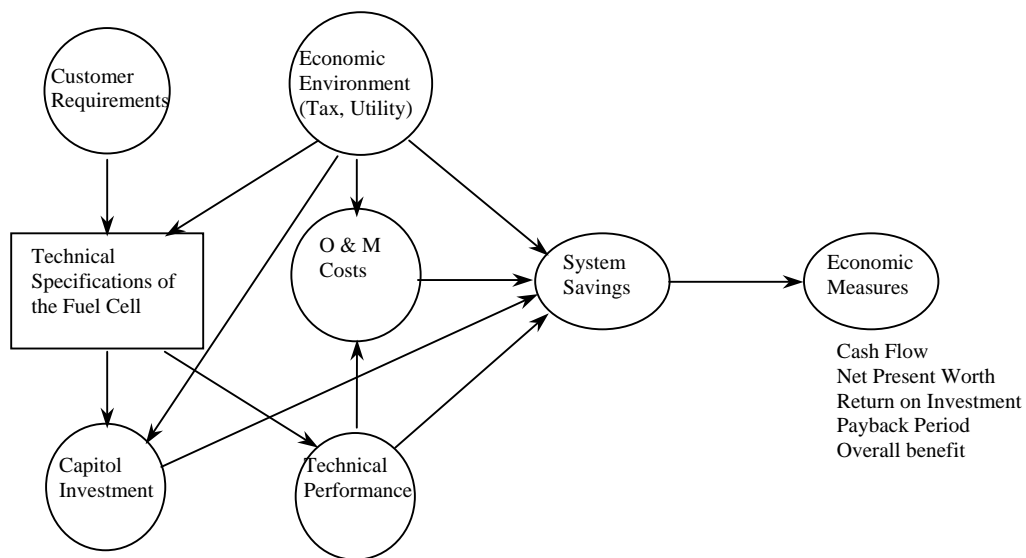 Customer
Requirements
Economic
Environment
(Tax, Utility)
Technical
Specifications of
the Fuel Cell
O & M
Costs
System
Savings
Economic
Measures
Cash Flow
Net Present Worth
Return on Investment
Payback Period
Overall benefit
Capitol
Investment
Technical
Performance